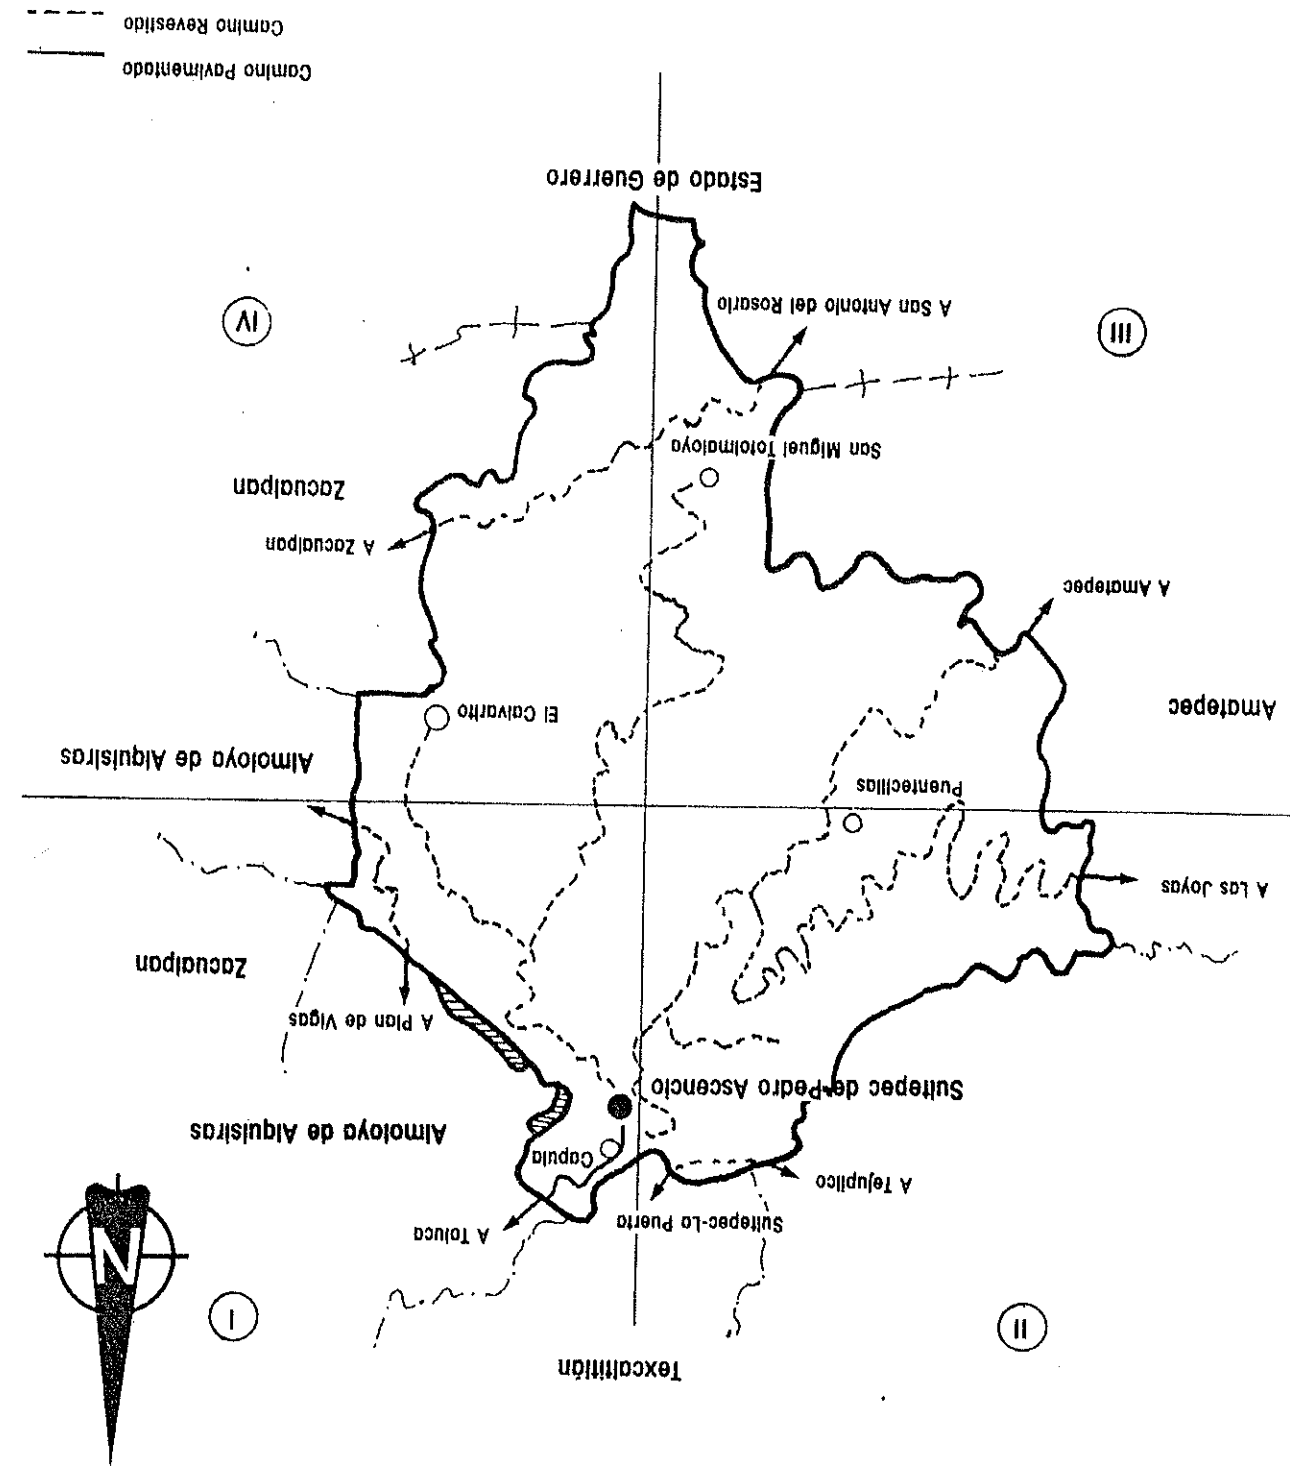 Texcaltitlán
II
I
N
Sultepec-La Puerta
A Toluca
A Tejupilco
Capula
Almoloya de Alquisiras
Sultepec de Pedro Ascencio
A Plan de Vigas
Zacualpan
A Las Joyas
Puentecillas
Almoloya de Alquisiras
Amatepec
El Calvarito
A Amatepec
A Zacualpan
Zacualpan
San Miguel Totolmaloya
III
IV
A San Antonio del Rosario
Estado de Guerrero
Camino Pavimentado
Camino Revestido